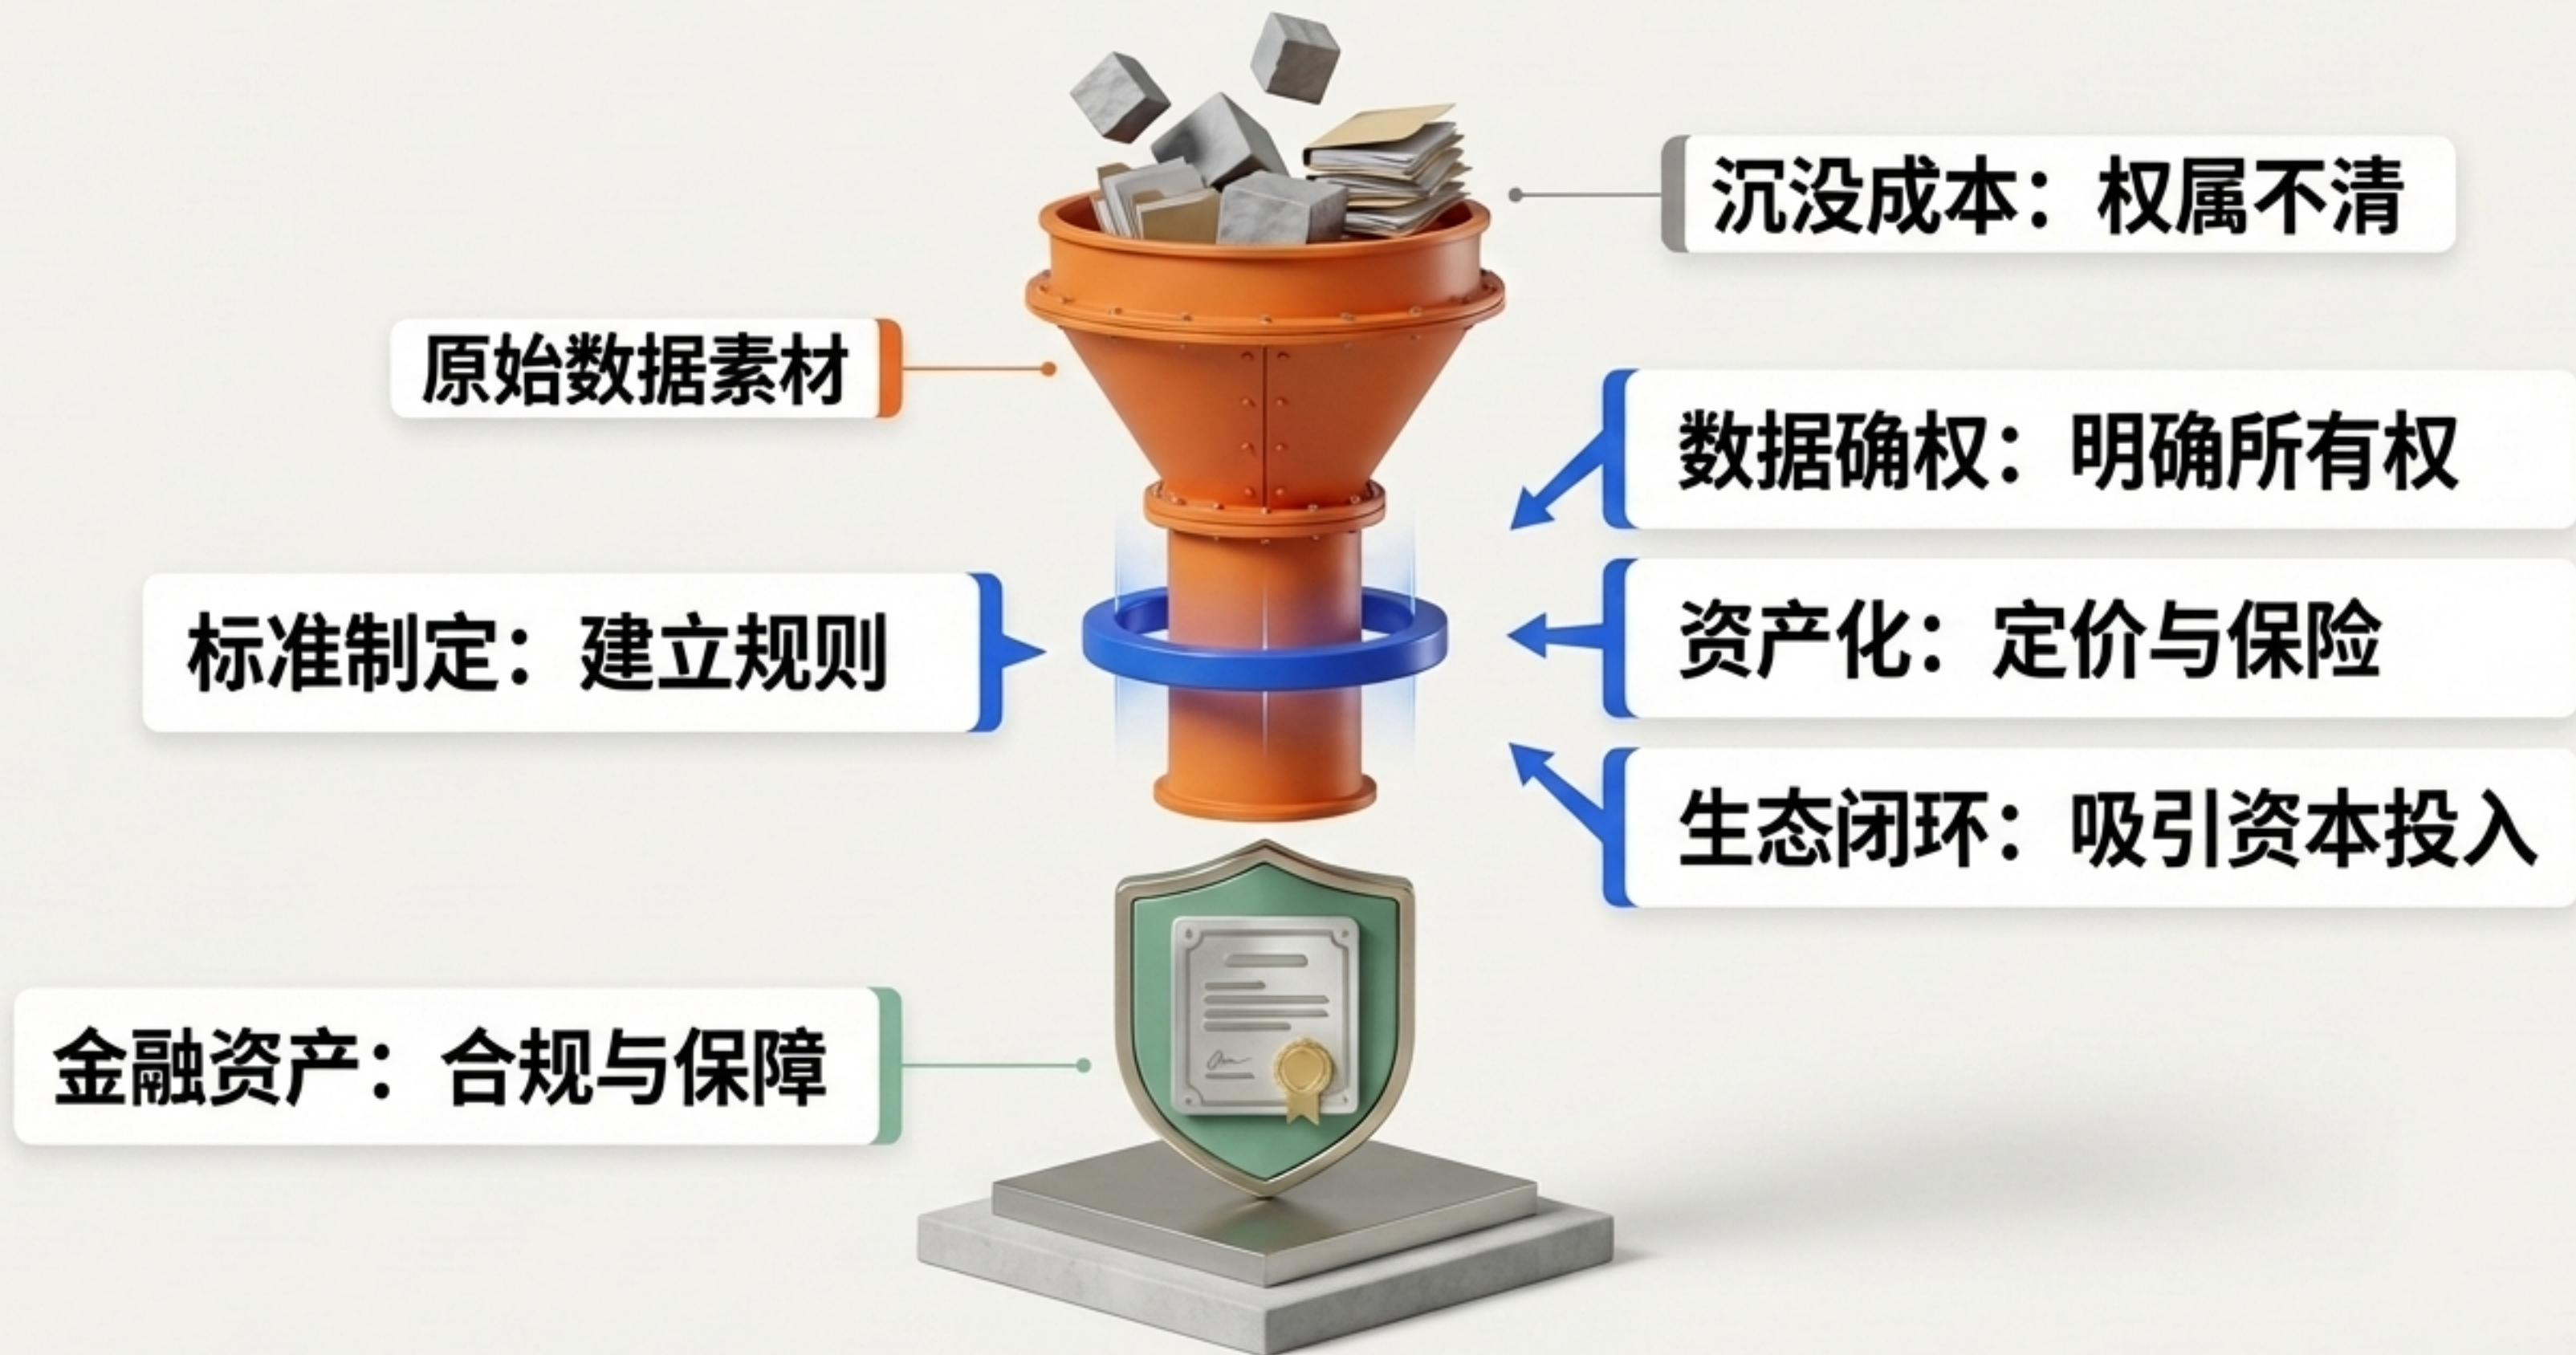 沉没成本：权属不清
原始数据素材
数据确权：明确所有权
标准制定：建立规则
资产化：定价与保险
生态闭环：吸引资本投入
金融资产：合规与保障